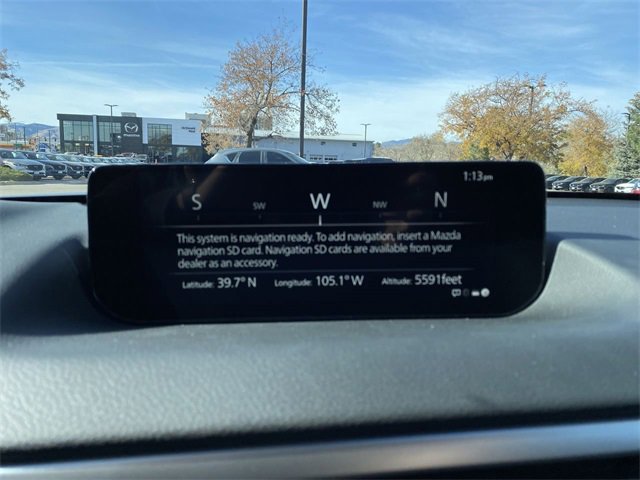 1:13pm
S SW W NW N
This system is navigation ready. To add navigation, insert a Mazda
navigation SD card. Navigation SD cards are available from your
dealer as an accessory.
Latitude: 39.7° N Longitude: 105.1° W Altitude: 5591feet